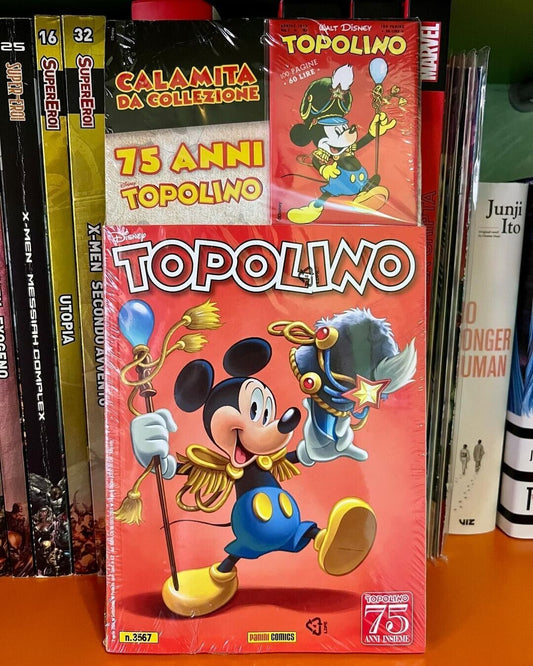 25
SUPER-EROI
16
SUPEREROI
32
SUPEREROI
X-MEN - MESSIAH COMPLEX
UTOPIA
X-MEN SECONDO AVVENTO
CALAMITA
DA COLLEZIONE
75 ANNI
DISNEY
TOPOLINO
WALT DISNEY
TOPOLINO
100 PAGINE
60 LIRE
MARVEL
Junji
Ito
NO
LONGER
HUMAN
VIZ
DISNEY
TOPOLINO
n.3567
PANINI COMICS
TOPOLINO
75
ANNI INSIEME